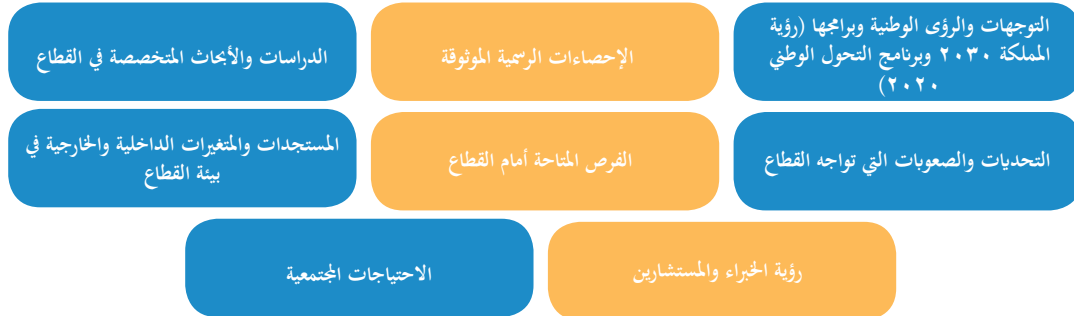 التوجهات والرؤى الوطنية وبرامجها (رؤية
المملكة ٢٠٣٠ وبرنامج التحول الوطني
٢٠٢٠)
الإحصاءات الرسمية الموثوقة
الدراسات والأبحاث المتخصصة في القطاع
التحديات والصعوبات التي تواجه القطاع
الفرص المتاحة أمام القطاع
المستجدات والمتغيرات الداخلية والخارجية في
بيئة القطاع
رؤية الخبراء والمستشارين
الاحتياجات المجتمعية